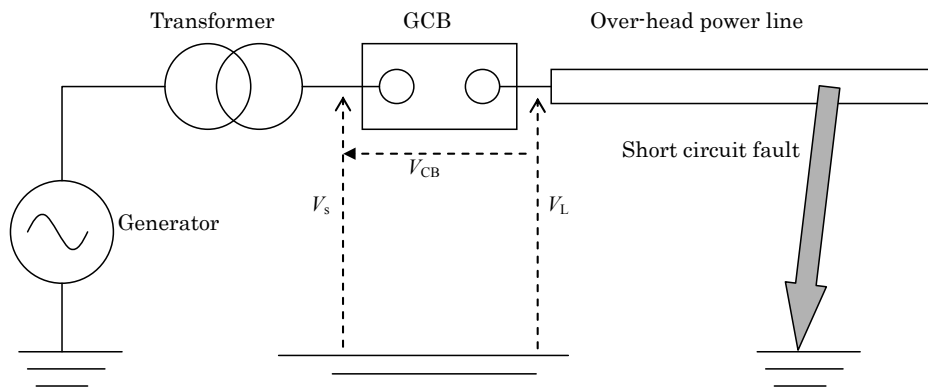 Transformer
GCB
Over-head power line
Short circuit fault
V_CB
V_s
V_L
Generator